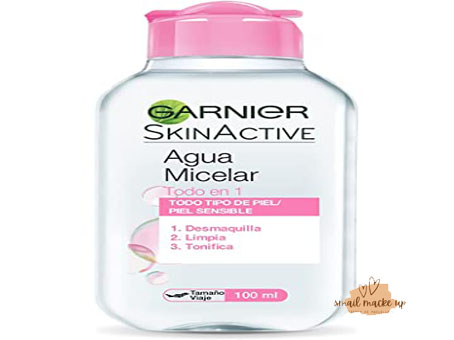 GARNIER
SKINACTIVE
Agua
Micelar
Todo en 1
TODO TIPO DE PIEL/
PIEL SENSIBLE
1. Desmaquilla
2. Limpia
3. Tonifica
Tamaño
Viaje
100 ml
small macke up